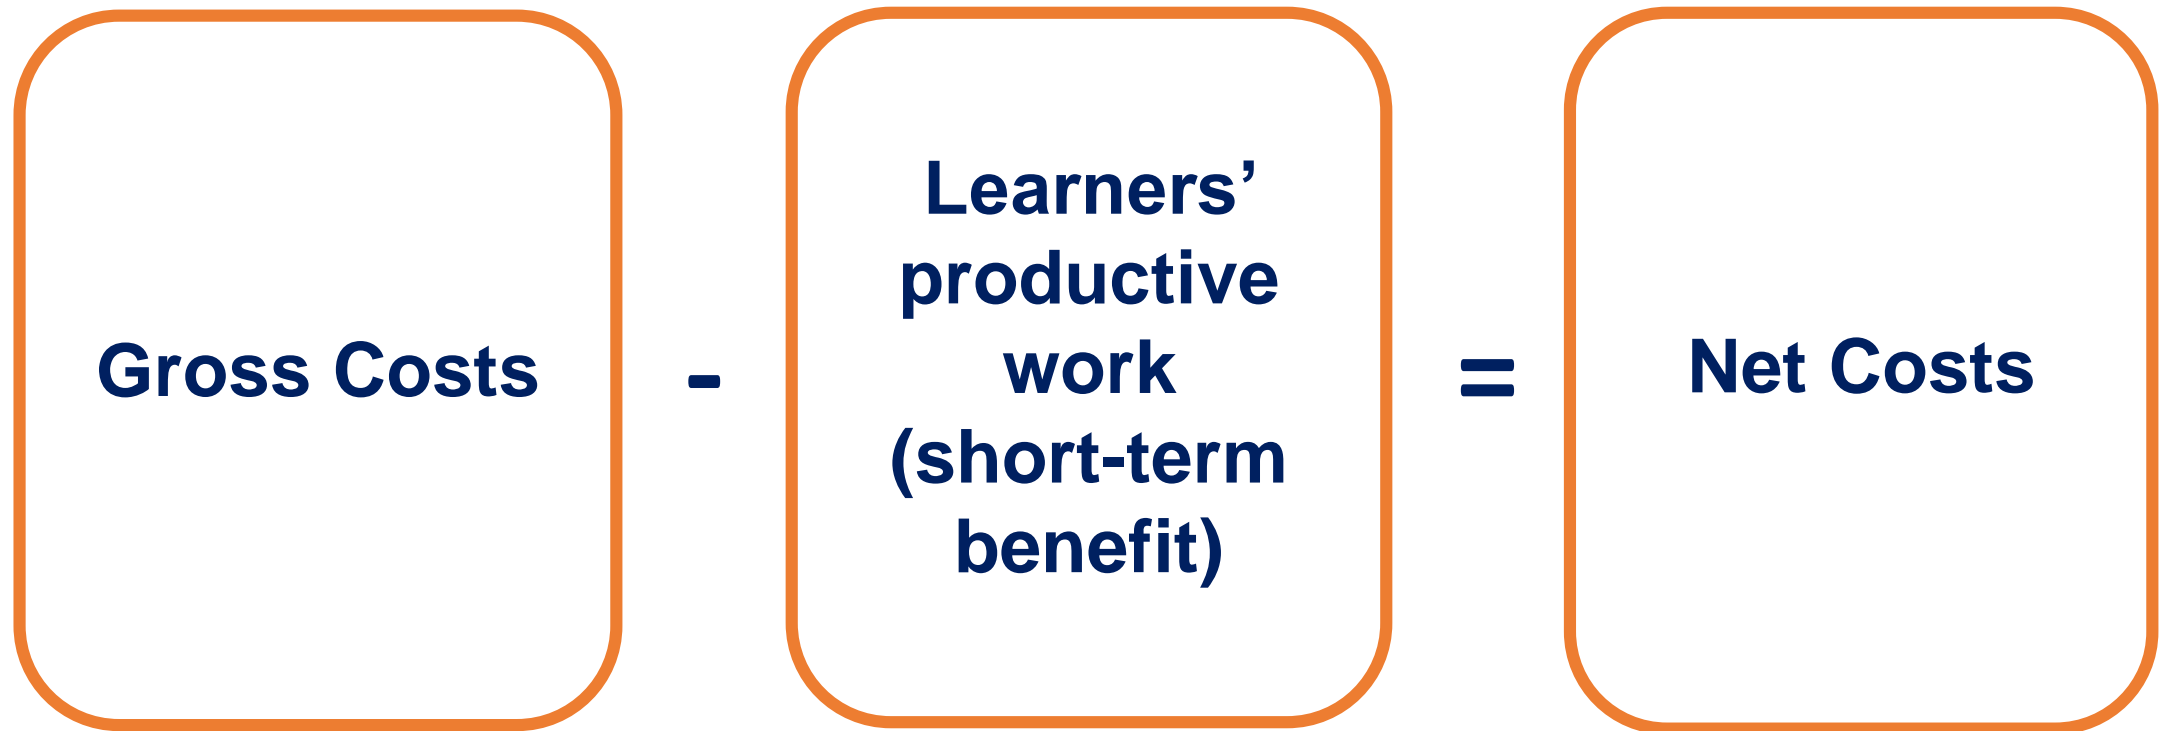 Gross Costs
-
Learners’
productive
work
(short-term
benefit)
=
Net Costs